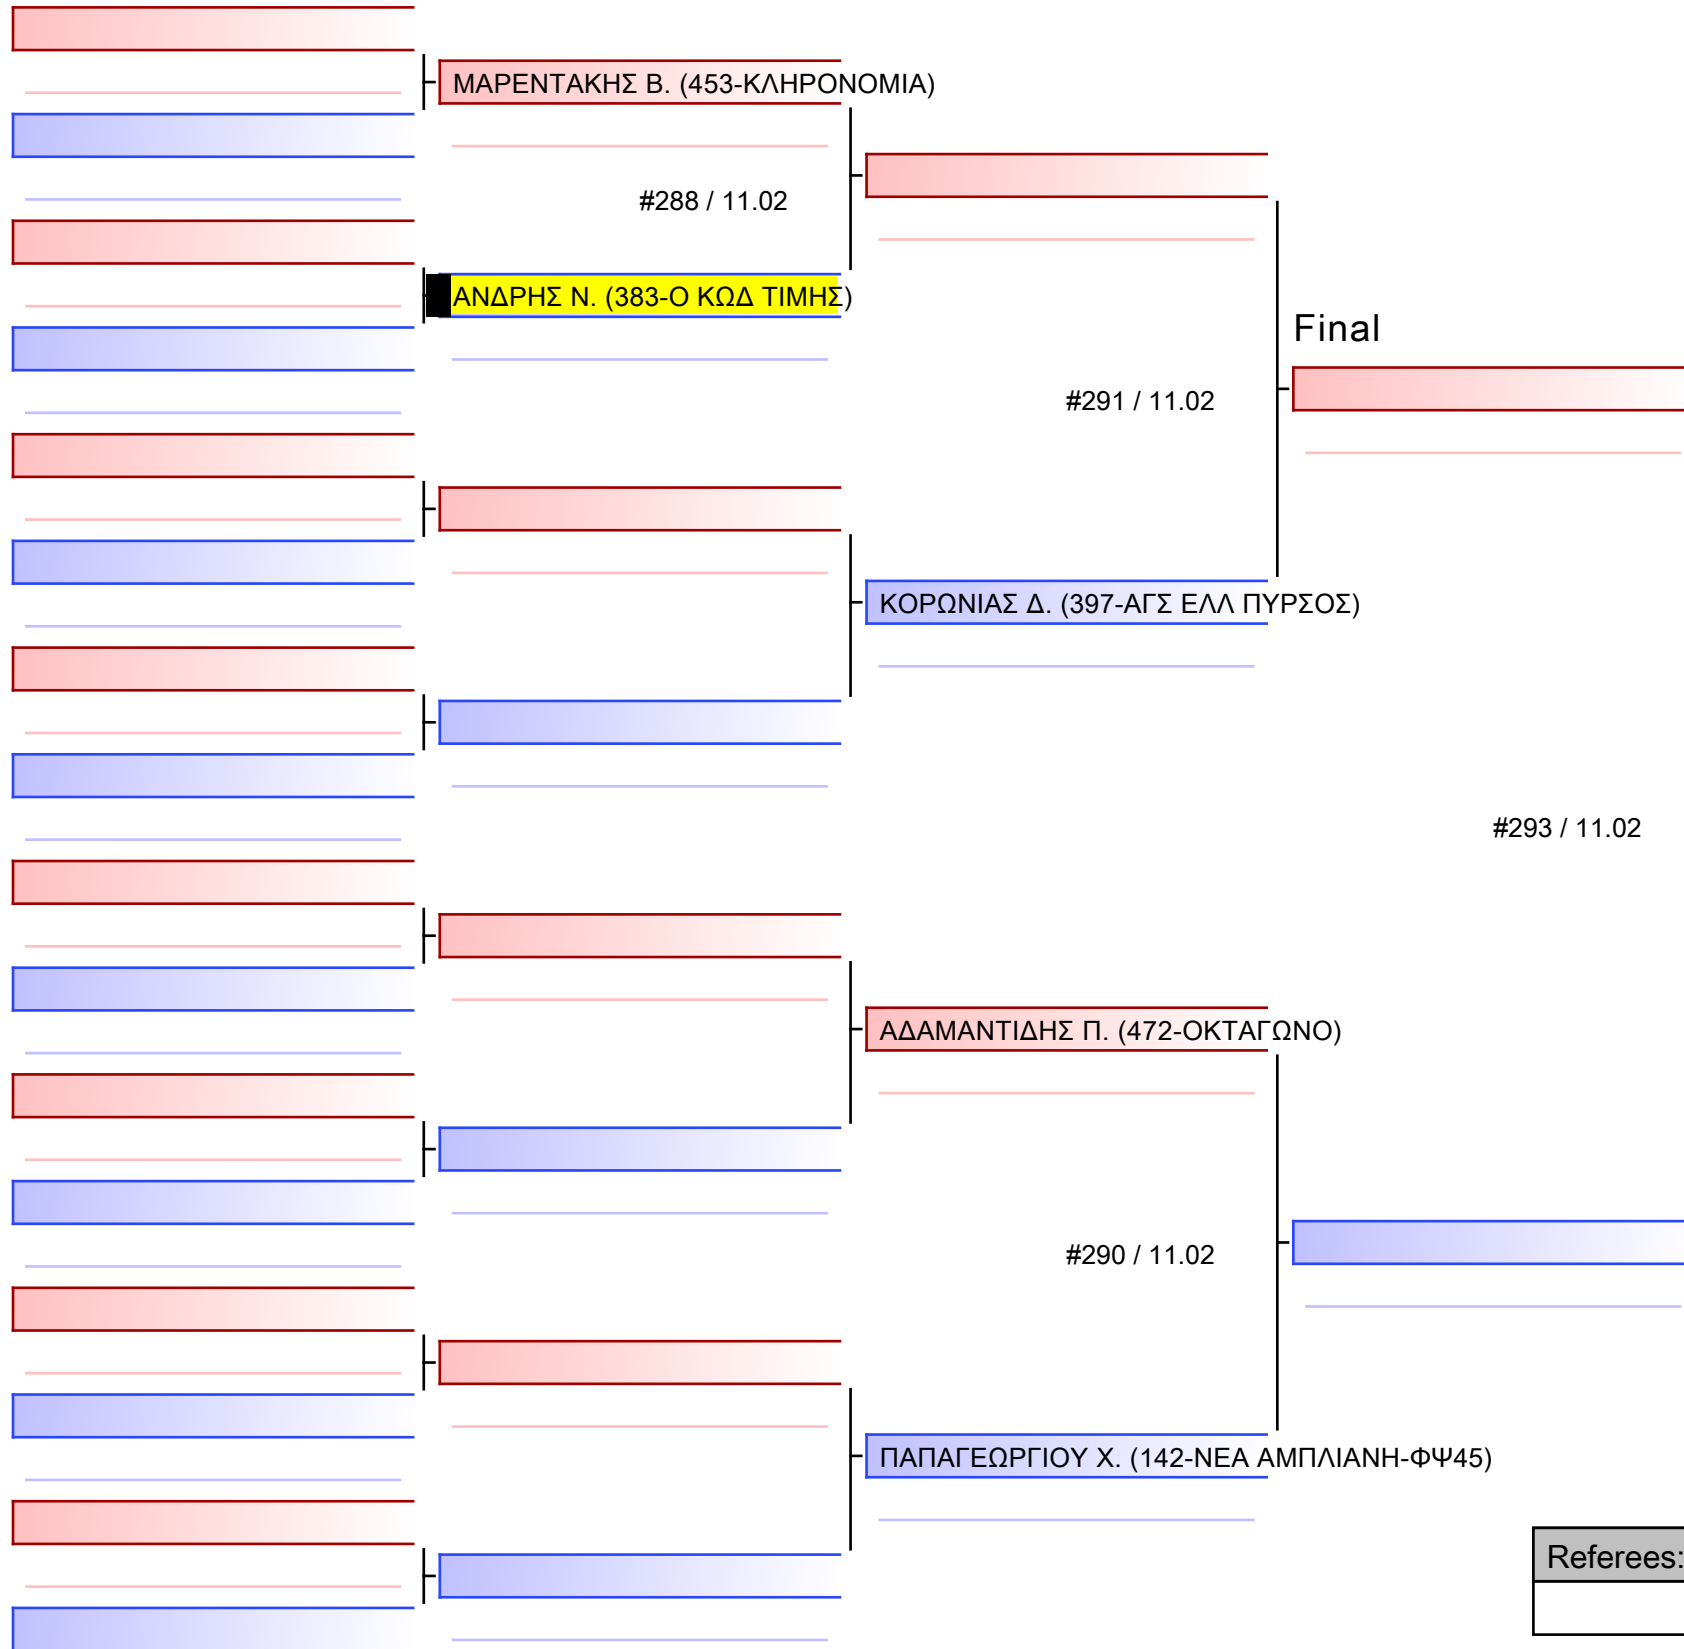 ΜΑΡΕΝΤΑΚΗΣ Β. (453-ΚΛΗΡΟΝΟΜΙΑ)
#288 / 11.02
ΑΝΔΡΗΣ Ν. (383-Ο ΚΩΔ ΤΙΜΗΣ)
Final
#291 / 11.02
ΚΟΡΩΝΙΑΣ Δ. (397-ΑΓΣ ΕΛΛ ΠΥΡΣΟΣ)
#293 / 11.02
ΑΔΑΜΑΝΤΙΔΗΣ Π. (472-ΟΚΤΑΓΩΝΟ)
#290 / 11.02
ΠΑΠΑΓΕΩΡΓΙΟΥ Χ. (142-ΝΕΑ ΑΜΠΛΙΑΝΗ-ΦΨ45)
Referees: